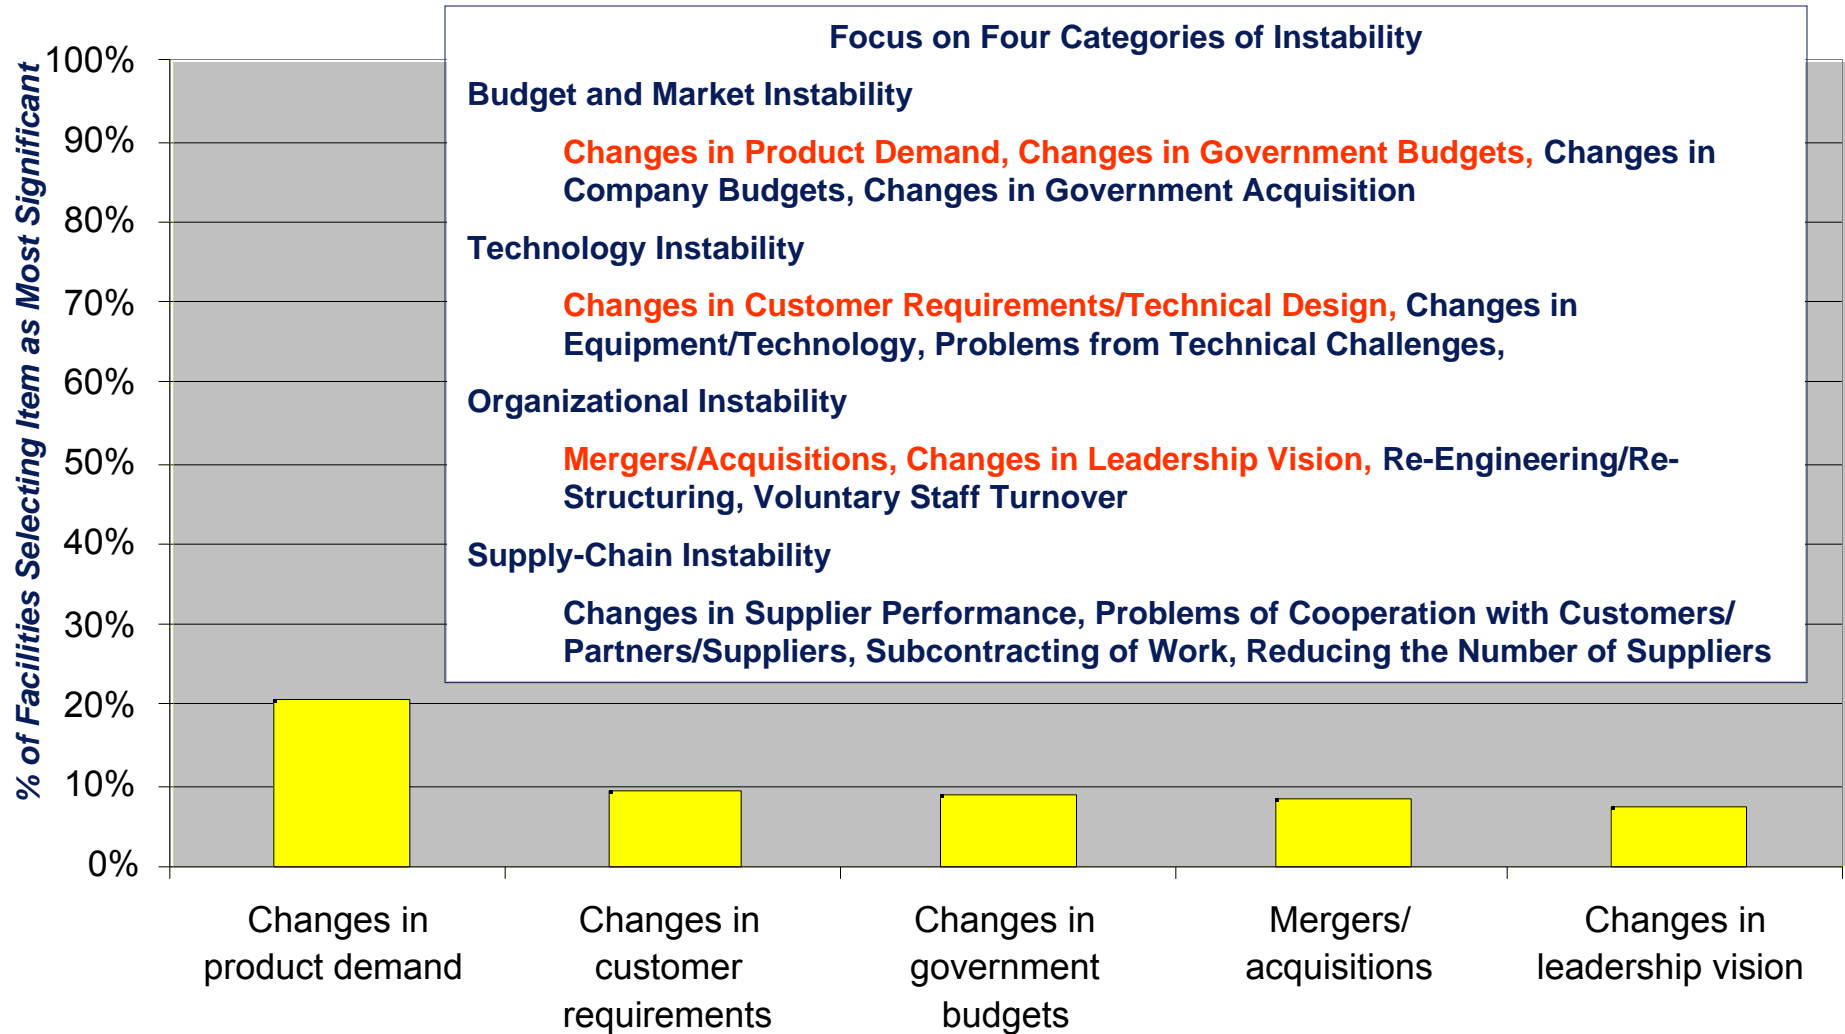 % of Facilities Selecting Item as Most Significant
100%
90%
80%
70%
60%
50%
40%
30%
20%
10%
0%
Focus on Four Categories of Instability
Budget and Market Instability
Changes in Product Demand, Changes in Government Budgets, Changes in
Company Budgets, Changes in Government Acquisition
Technology Instability
Changes in Customer Requirements/Technical Design, Changes in
Equipment/Technology, Problems from Technical Challenges,
Organizational Instability
Mergers/Acquisitions, Changes in Leadership Vision, Re-Engineering/Re-
Structuring, Voluntary Staff Turnover
Supply-Chain Instability
Changes in Supplier Performance, Problems of Cooperation with Customers/
Partners/Suppliers, Subcontracting of Work, Reducing the Number of Suppliers
Changes in
product demand
Changes in
customer
requirements
Changes in
government
budgets
Mergers/
acquisitions
Changes in
leadership vision